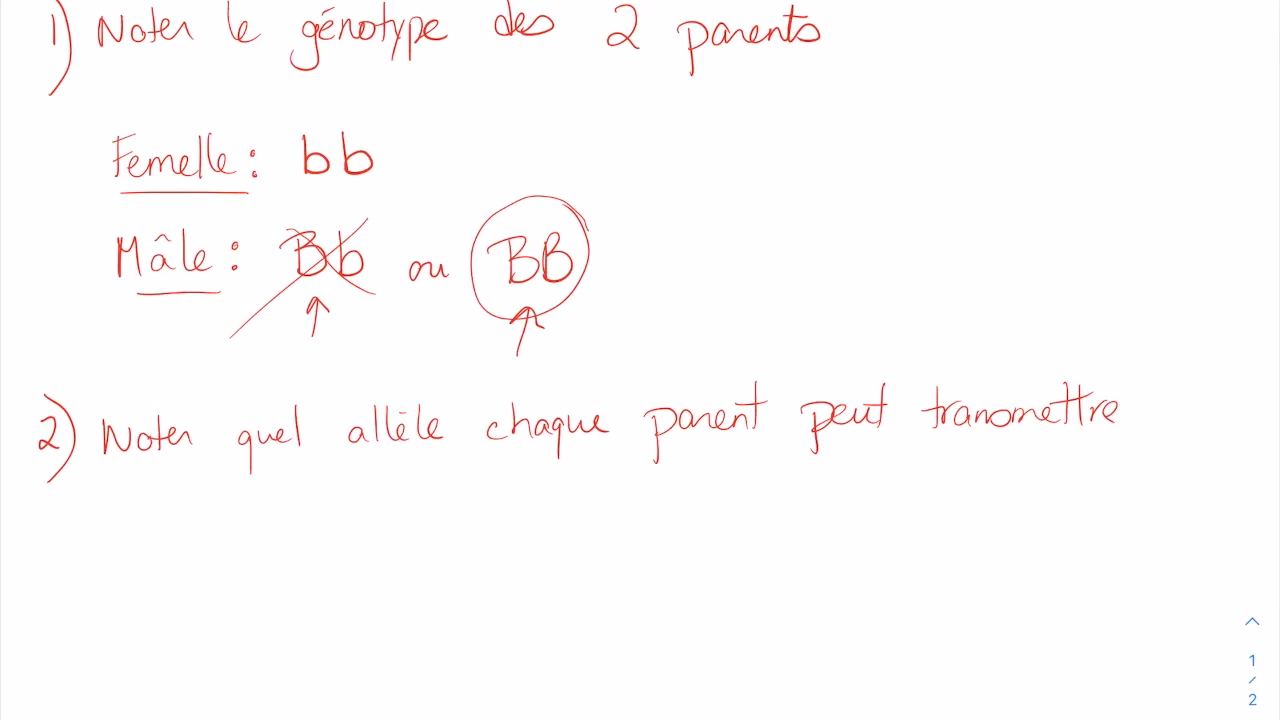 1) Noter le génotype des 2 parents
Femelle : bb
Mâle : Bb ou BB
2) Noter quel allèle chaque parent peut transmettre
1
/
2